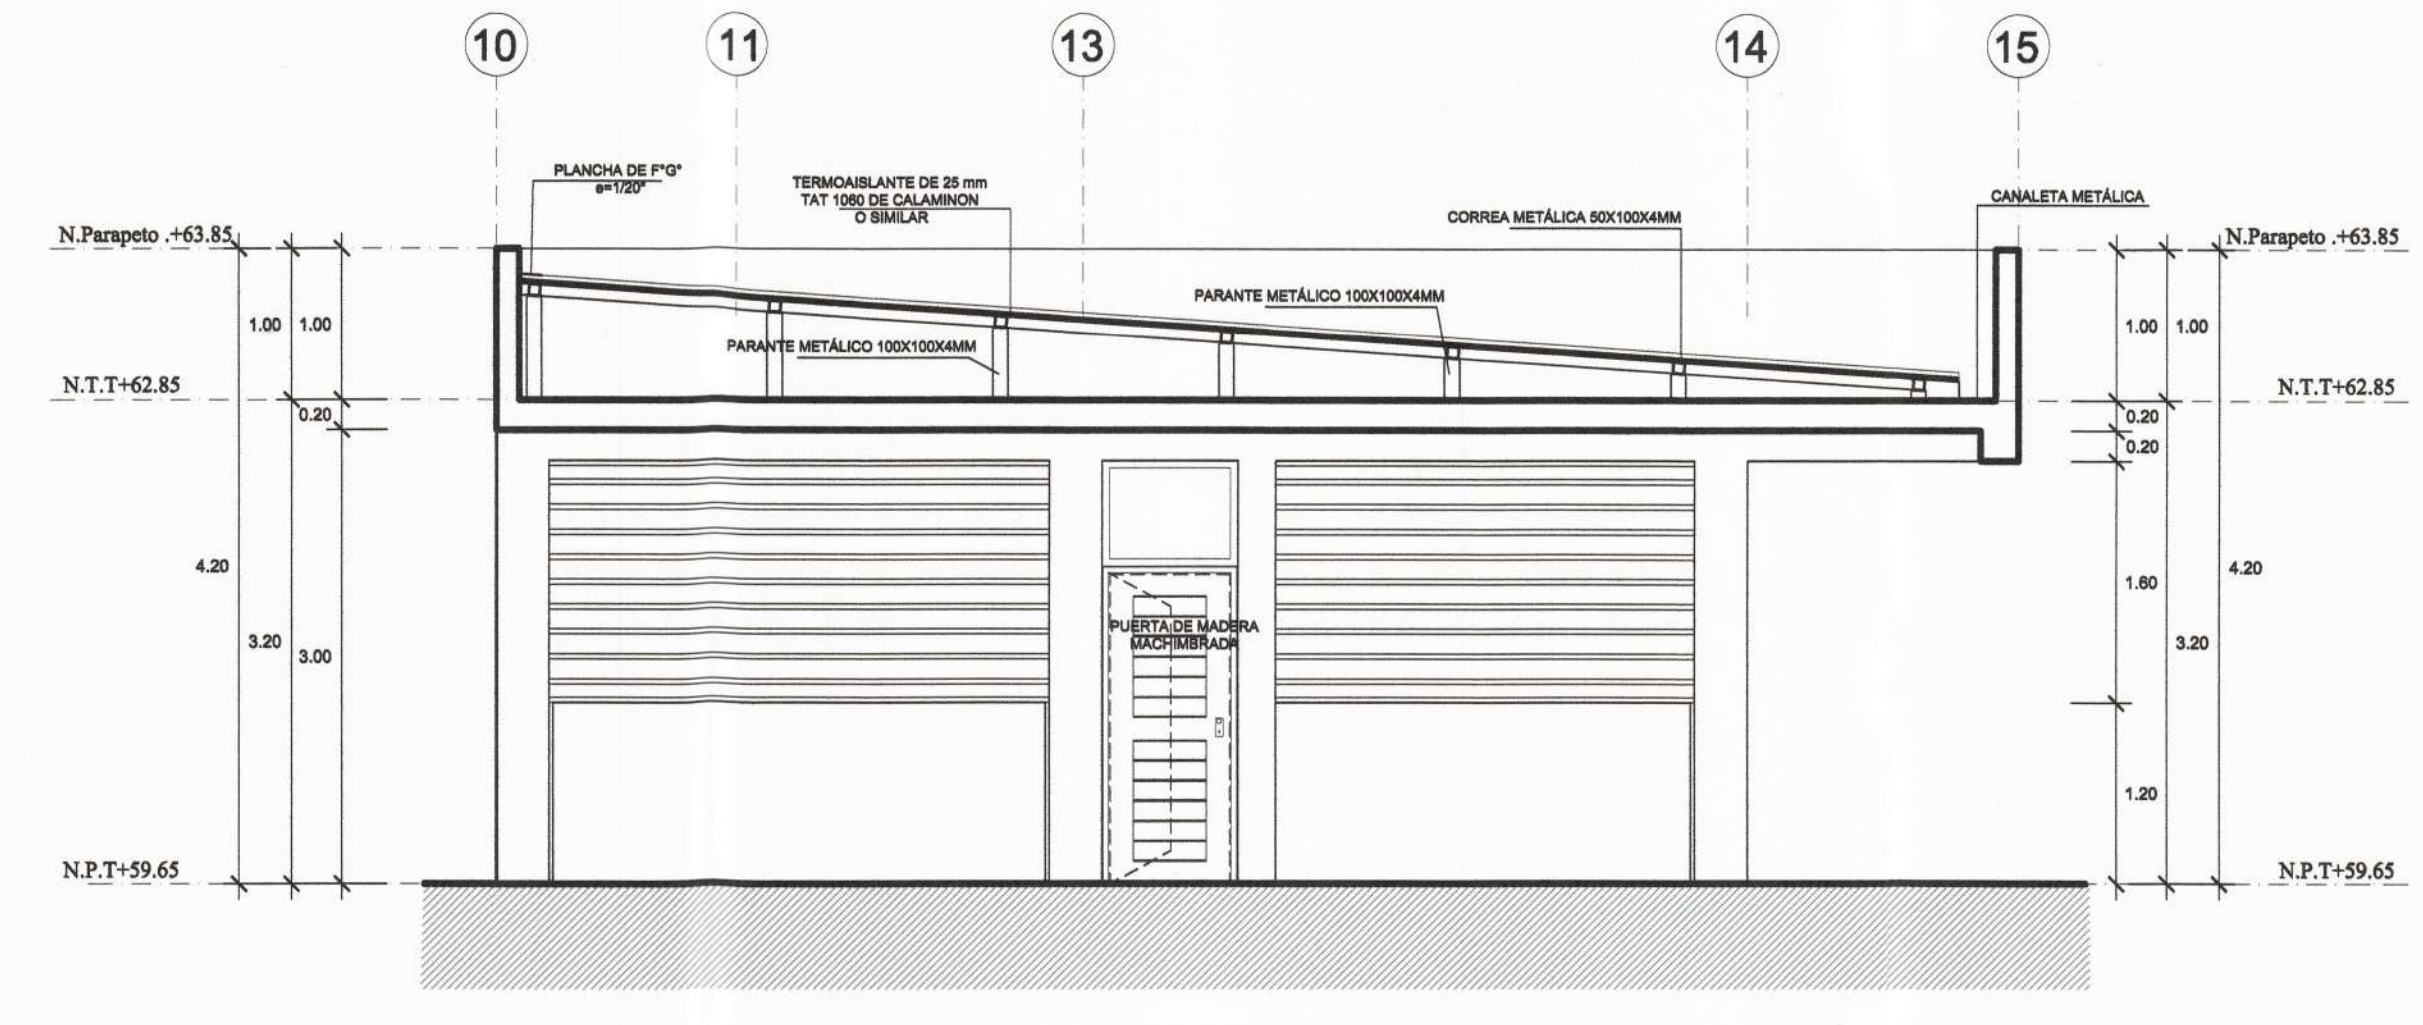 10
11
13
14
15
PLANCHA DE F°G°
e=1/20"
TERMOAISLANTE DE 25 mm
TAT 1060 DE CALAMINON
O SIMILAR
CORREA METÁLICA 50X100X4MM
CANALETA METÁLICA
N.Parapeto .+63.85
N.Parapeto .+63.85
PARANTE METÁLICO 100X100X4MM
1.00
1.00
1.00
1.00
PARANTE METÁLICO 100X100X4MM
N.T.T+62.85
N.T.T+62.85
0.20
0.20
0.20
4.20
1.60
4.20
PUERTA DE MADERA
MACHIMBRADA
3.20
3.00
3.20
1.20
N.P.T+59.65
N.P.T+59.65